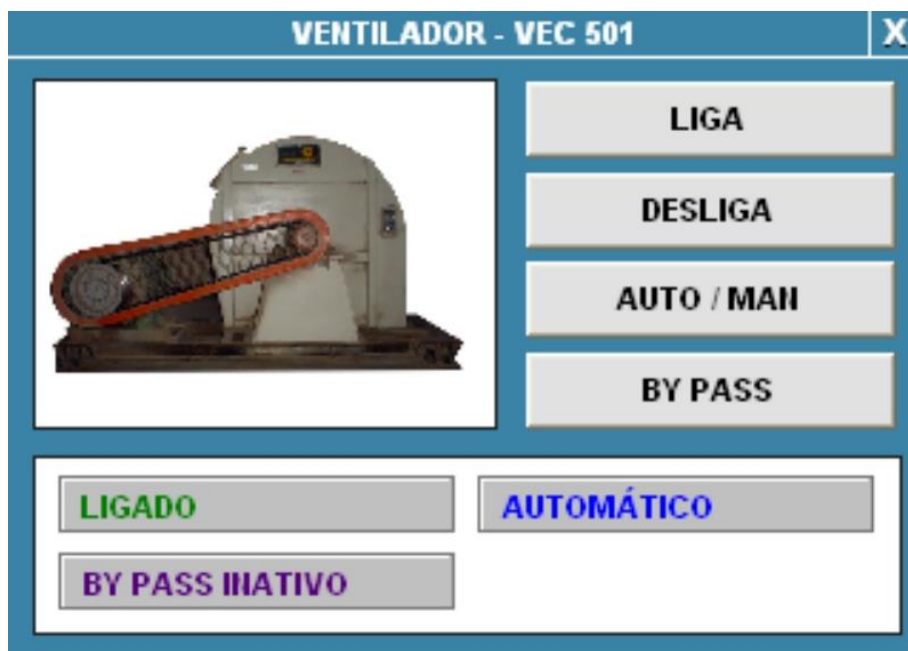 VENTILADOR - VEC 501
X
LIGA
DESLIGA
AUTO / MAN
BY PASS
LIGADO
AUTOMÁTICO
BY PASS INATIVO